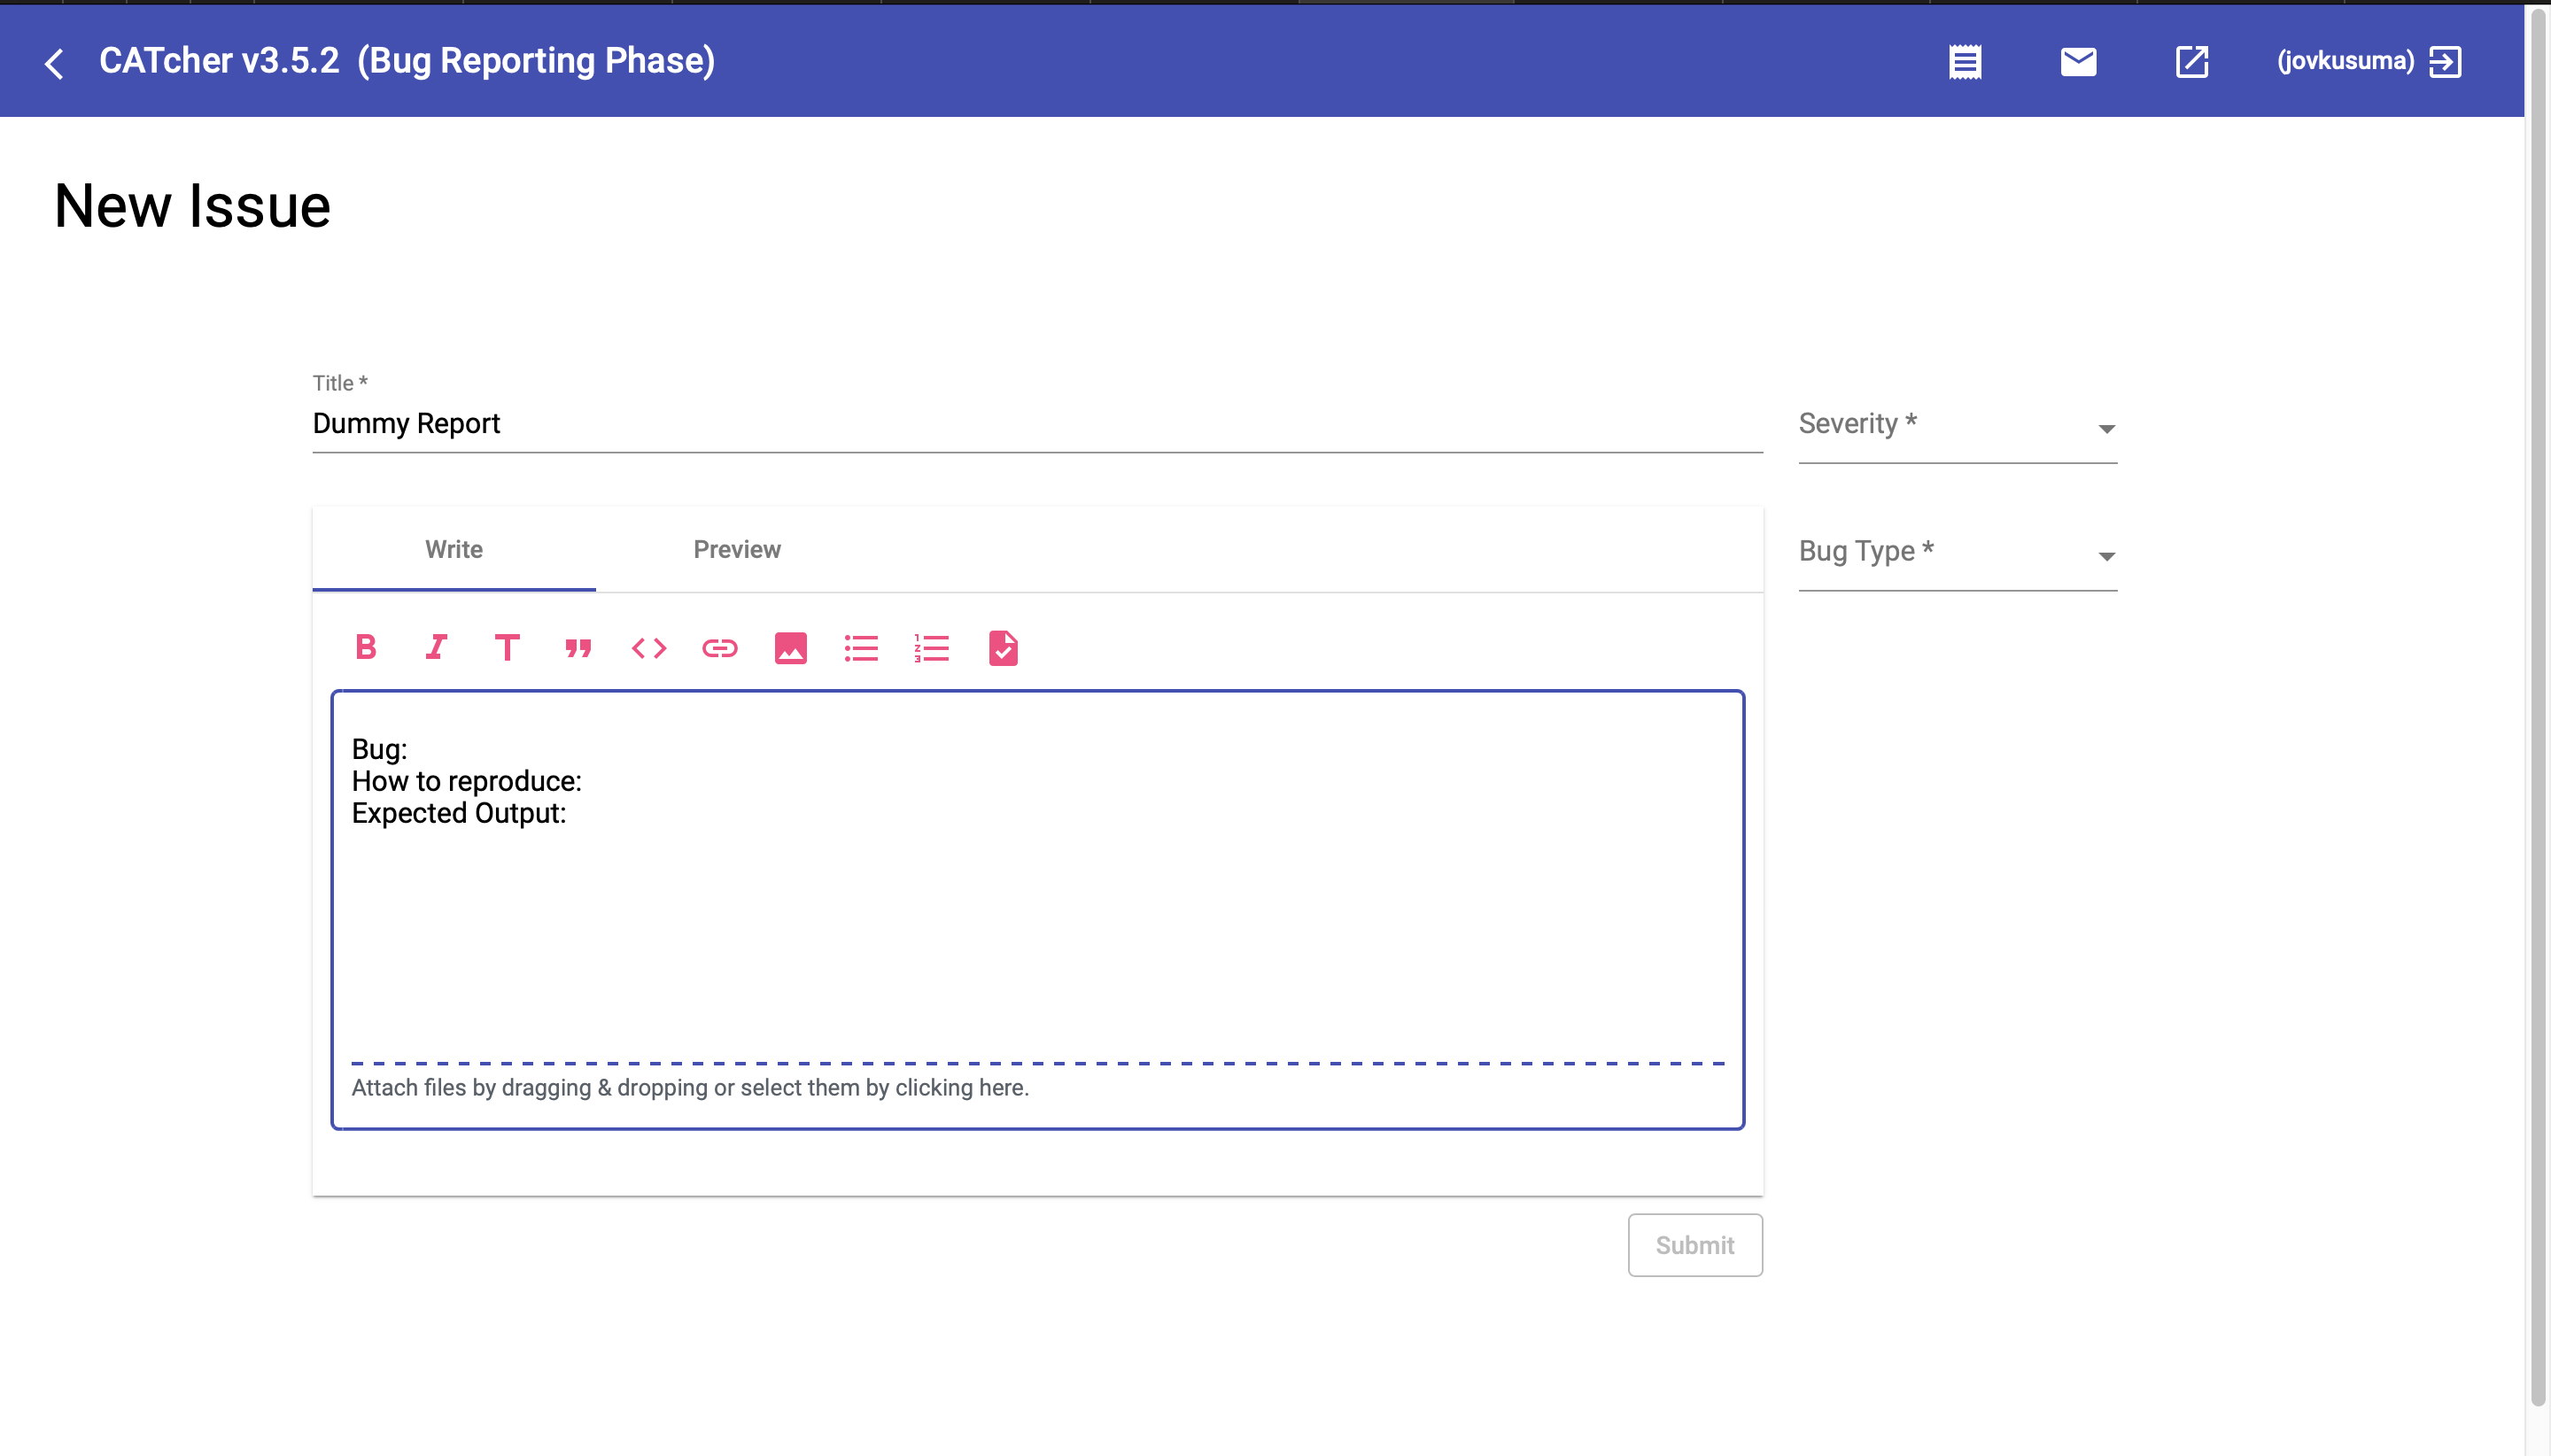 CATcher v3.5.2 (Bug Reporting Phase)
(jovkusuma)
New Issue
Title *
Dummy Report
Severity *
Write
Preview
Bug Type *
Bug:
How to reproduce:
Expected Output:
Attach files by dragging & dropping or select them by clicking here.
Submit